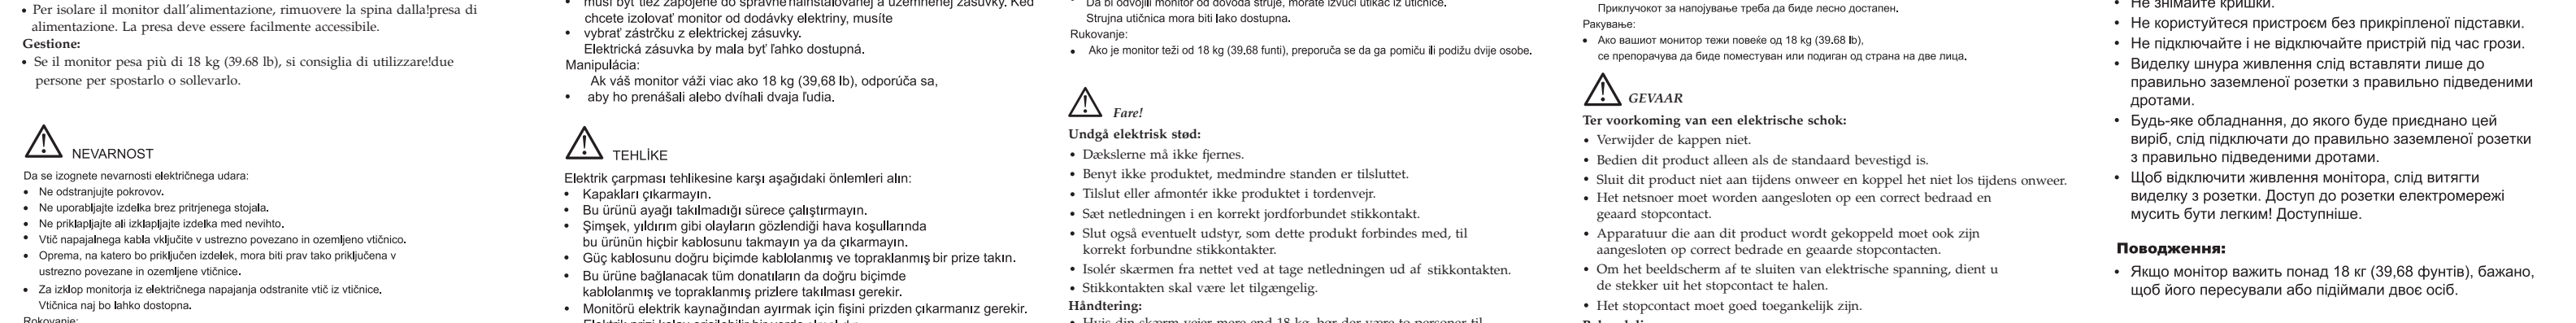 • Per isolare il monitor dall'alimentazione, rimuovere la spina dalla!presa di
alimentazione. La presa deve essere facilmente accessibile.
Gestione:
• Se il monitor pesa più di 18 kg (39.68 lb), si consiglia di utilizzare!due
persone per spostarlo o sollevarlo.
NEVARNOST
Da se izognete nevarnosti električnega udara:
• Ne odstranjujte pokrovov.
• Ne uporabljajte izdelka brez pritrjenega stojala.
• Ne priklapljajte ali izklapljajte izdelka med nevihto.
• Vtič napajalnega kabla vključite v ustrezno povezano in ozemljeno vtičnico.
• Oprema, na katero bo priključen izdelek, mora biti prav tako priključena v
ustrezno povezane in ozemljene vtičnice.
• Za izklop monitorja iz električnega napajanja odstranite vtič iz vtičnice.
Vtičnica naj bo lahko dostopna.
Rokovanje:
musí byť tiež zapojené do správne nainštalovanej a uzemnenej zásuvky. Keď
chcete izolovať monitor od dodávky elektriny, musíte
• vybrať zástrčku z elektrickej zásuvky.
Elektrická zásuvka by mala byť ľahko dostupná.
Manipulácia:
Ak váš monitor váži viac ako 18 kg (39,68 lb), odporúča sa,
• aby ho prenášali alebo dvíhali dvaja ľudia.
TEHLİKE
Elektrik çarpması tehlikesine karşı aşağıdaki önlemleri alın:
• Kapakları çıkarmayın.
• Bu ürünü ayağı takılmadığı sürece çalıştırmayın.
• Şimşek, yıldırım gibi olayların gözlendiği hava koşullarında
bu ürünün hiçbir kablosunu takmayın ya da çıkarmayın.
• Güç kablosunu doğru biçimde kablolanmış ve topraklanmış bir prize takın.
• Bu ürüne bağlanacak tüm donatıların da doğru biçimde
kablolanmış ve topraklanmış prizlere takılması gerekir.
• Monitörü elektrik kaynağından ayırmak için fişini prizden çıkarmanız gerekir.
Da bi odvojili monitor od dovoda struje, morate izvući utikač iz utičnice.
Strujna utičnica mora biti lako dostupna.
Rukovanje:
• Ako je monitor teži od 18 kg (39,68 funti), preporuča se da ga pomiču ili podižu dvije osobe.
Fare!
Undgå elektrisk stød:
• Dækslerne må ikke fjernes.
• Benyt ikke produktet, medmindre standen er tilsluttet.
• Tilslut eller afmontér ikke produktet i tordenvejr.
• Sæt netledningen i en korrekt jordforbundet stikkontakt.
• Slut også eventuelt udstyr, som dette produkt forbindes med, til
korrekt forbundne stikkontakter.
• Isolér skærmen fra nettet ved at tage netledningen ud af stikkontakten.
• Stikkontakten skal være let tilgængelig.
Håndtering:
• Hvis din skærm vejer mere end 18 kg, bør der være to personer til
Приклучокот за напојување треба да биде лесно достапен.
Ракување:
• Ако вашиот монитор тежи повеќе од 18 kg (39.68 lb),
се препорачува да биде поместуван или подиган од страна на две лица.
GEVAAR
Ter voorkoming van een elektrische schok:
• Verwijder de kappen niet.
• Bedien dit product alleen als de standaard bevestigd is.
• Sluit dit product niet aan tijdens onweer en koppel het niet los tijdens onweer.
• Het netsnoer moet worden aangesloten op een correct bedraad en
geaard stopcontact.
• Apparatuur die aan dit product wordt gekoppeld moet ook zijn
aangesloten op correct bedrade en geaarde stopcontacten.
• Om het beeldscherm af te sluiten van elektrische spanning, dient u
de stekker uit het stopcontact te halen.
• Het stopcontact moet goed toegankelijk zijn.
• Не знімайте кришки.
• Не користуйтеся пристроєм без прикріпленої підставки.
• Не підключайте і не відключайте пристрій під час грози.
• Виделку шнура живлення слід вставляти лише до
правильно заземленої розетки з правильно підведеними
дротами.
• Будь-яке обладнання, до якого буде приєднано цей
виріб, слід підключати до правильно заземленої розетки
з правильно підведеними дротами.
• Щоб відключити живлення монітора, слід витягти
виделку з розетки. Доступ до розетки електромережі
мусить бути легким! Доступніше.
Поводження:
• Якщо монітор важить понад 18 кг (39,68 фунтів), бажано,
щоб його пересували або підіймали двоє осіб.